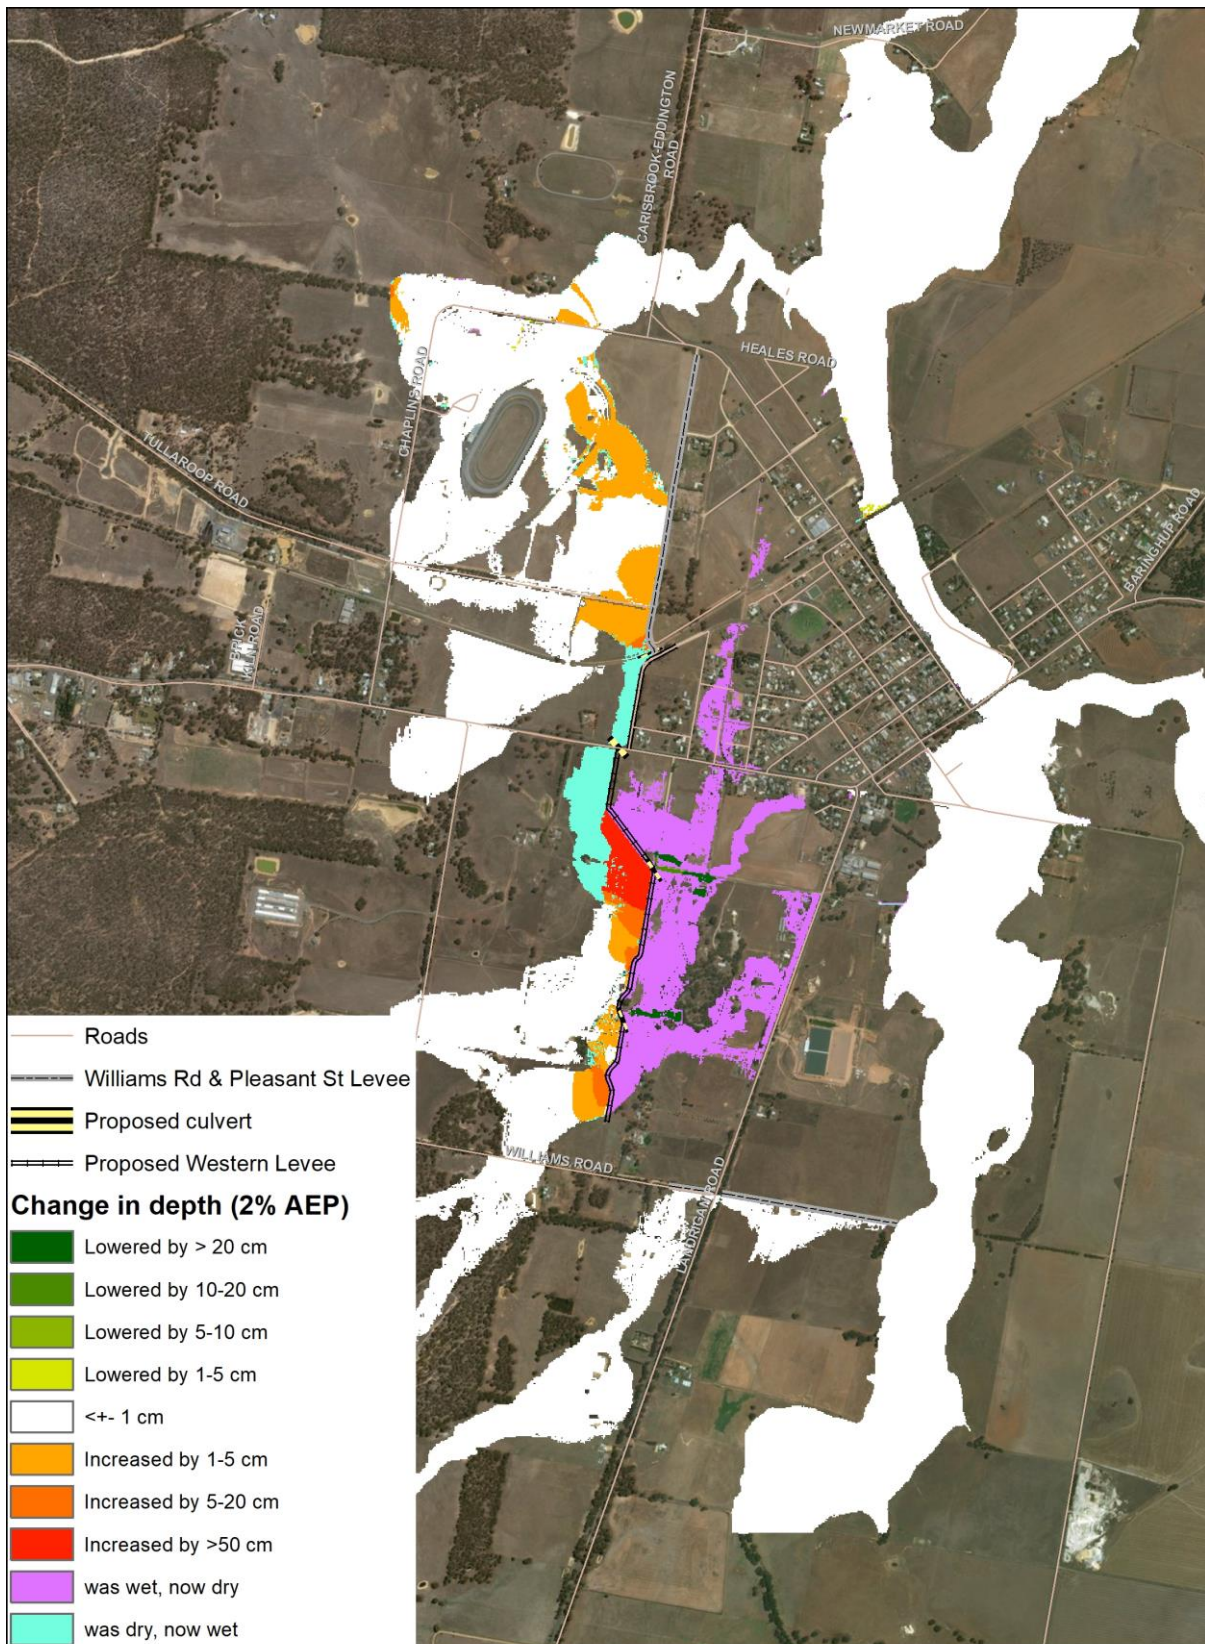 NEWMARKET ROAD
CARISBROOK-EDDINGTON
ROAD
HEALES ROAD
CHAPLINS ROAD
TULLAROOP ROAD
BARINGHUP ROAD
BRICK
KILN ROAD
WILLIAMS ROAD
LANDRIGAN ROAD
Roads
Williams Rd & Pleasant St Levee
Proposed culvert
Proposed Western Levee
Change in depth (2% AEP)
Lowered by > 20 cm
Lowered by 10-20 cm
Lowered by 5-10 cm
Lowered by 1-5 cm
<+- 1 cm
Increased by 1-5 cm
Increased by 5-20 cm
Increased by >50 cm
was wet, now dry
was dry, now wet